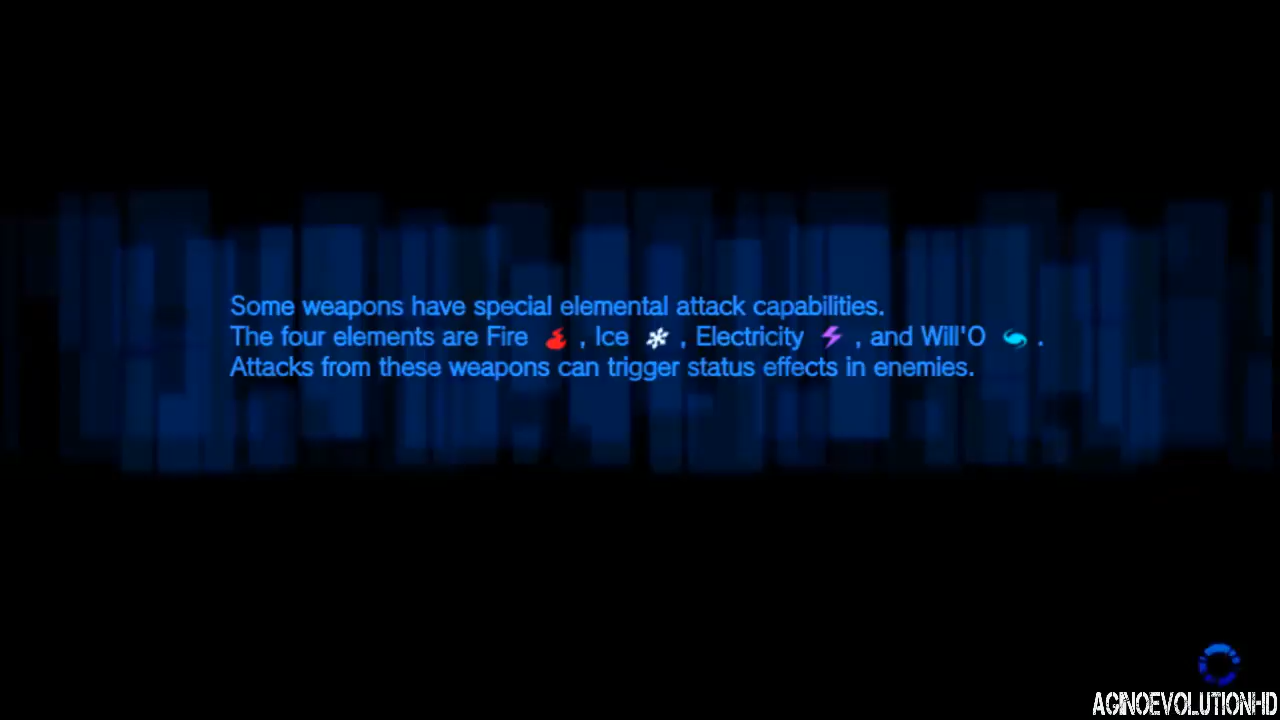 Some weapons have special elemental attack capabilities.
The four elements are Fire , Ice , Electricity , and Will'O .
Attacks from these weapons can trigger status effects in enemies.
AGINOEVOLUTIONHD